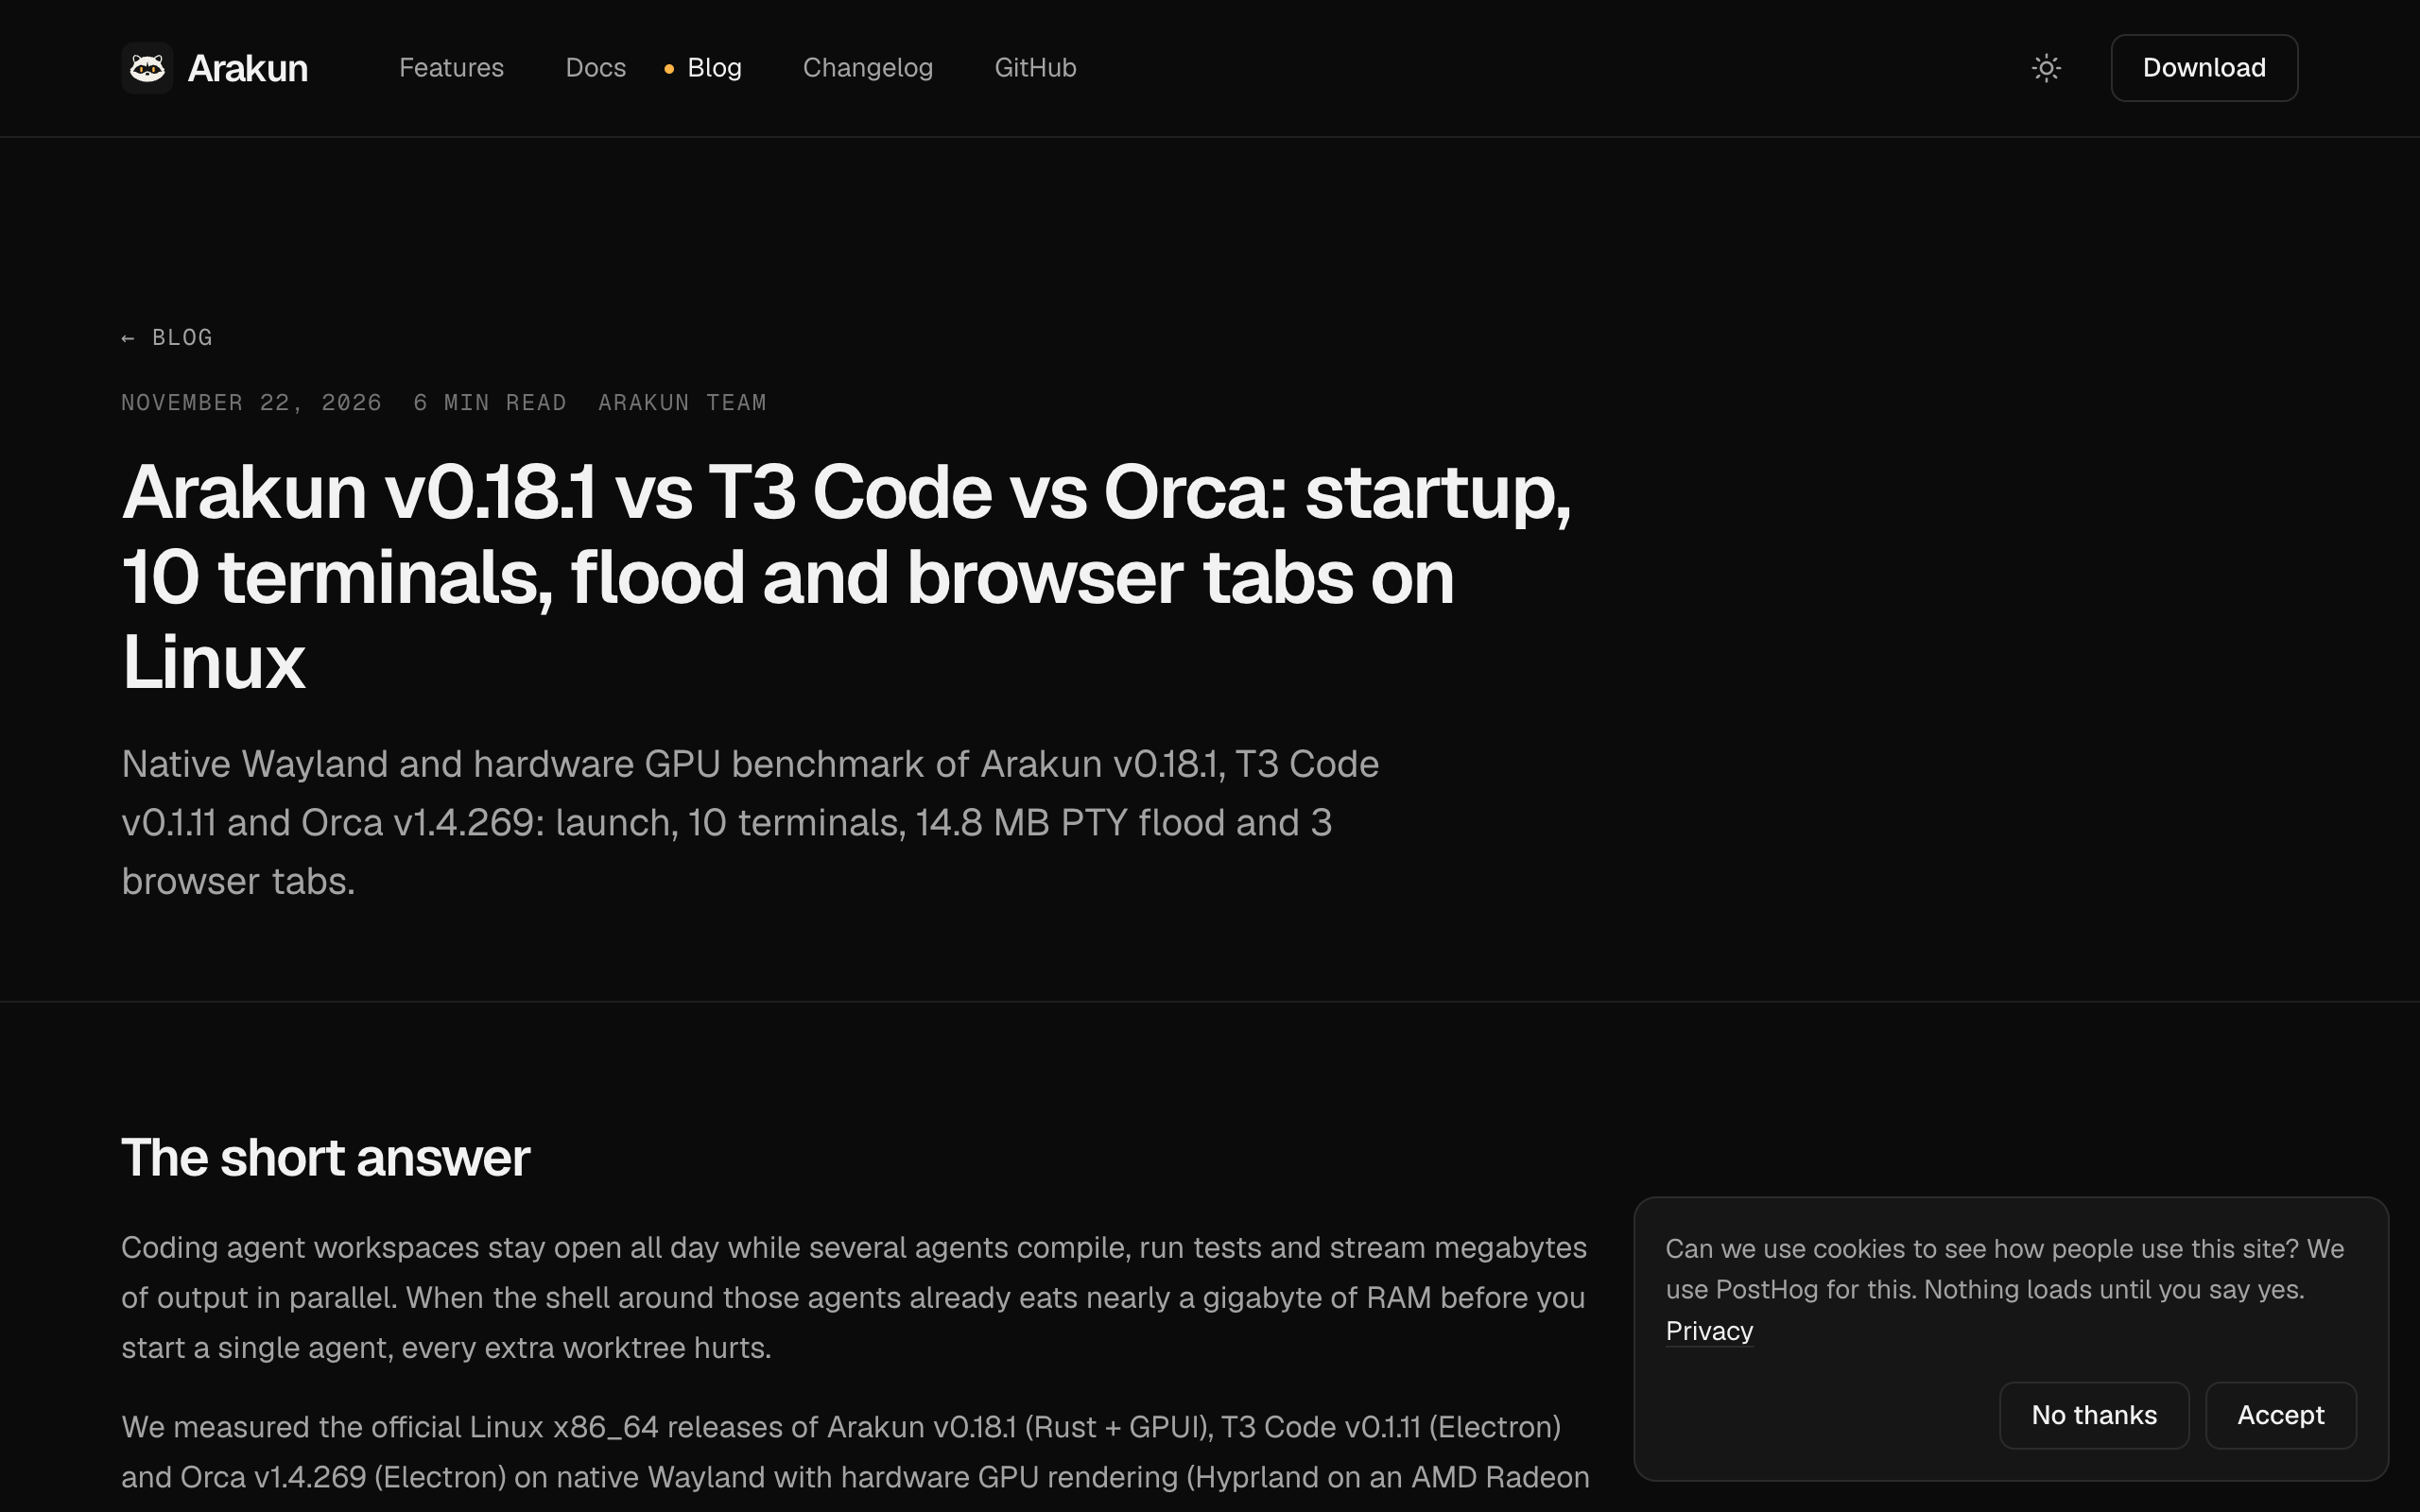 Arakun
Features
Docs
Blog
Changelog
GitHub
Download
← BLOG
NOVEMBER 22, 2026 6 MIN READ ARAKUN TEAM
Arakun v0.18.1 vs T3 Code vs Orca: startup,
10 terminals, flood and browser tabs on
Linux
Native Wayland and hardware GPU benchmark of Arakun v0.18.1, T3 Code
v0.1.11 and Orca v1.4.269: launch, 10 terminals, 14.8 MB PTY flood and 3
browser tabs.
The short answer
Coding agent workspaces stay open all day while several agents compile, run tests and stream megabytes
of output in parallel. When the shell around those agents already eats nearly a gigabyte of RAM before you
start a single agent, every extra worktree hurts.
We measured the official Linux x86_64 releases of Arakun v0.18.1 (Rust + GPUI), T3 Code v0.1.11 (Electron)
and Orca v1.4.269 (Electron) on native Wayland with hardware GPU rendering (Hyprland on an AMD Radeon
Can we use cookies to see how people use this site? We
use PostHog for this. Nothing loads until you say yes.
Privacy
No thanks
Accept